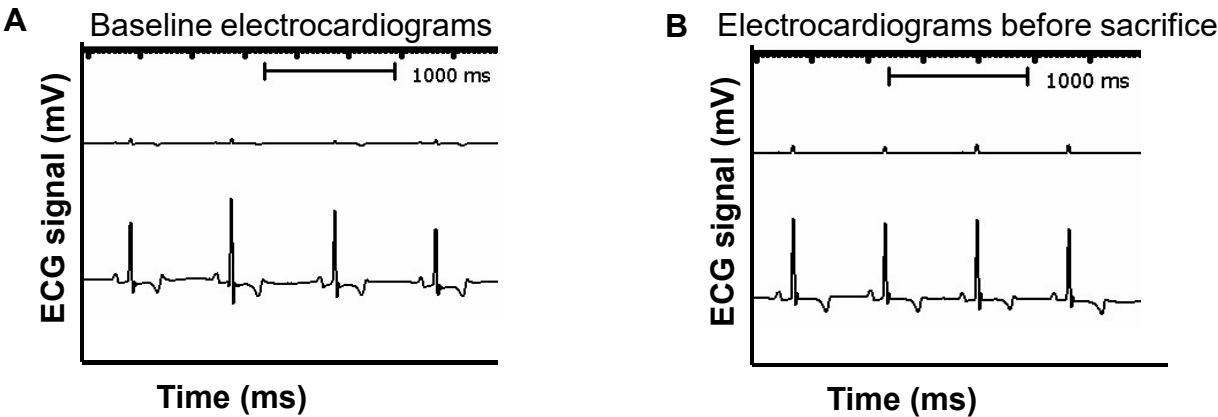 A Baseline electrocardiograms
1000 ms
ECG signal (mV)
Time (ms)
B Electrocardiograms before sacrifice
1000 ms
ECG signal (mV)
Time (ms)